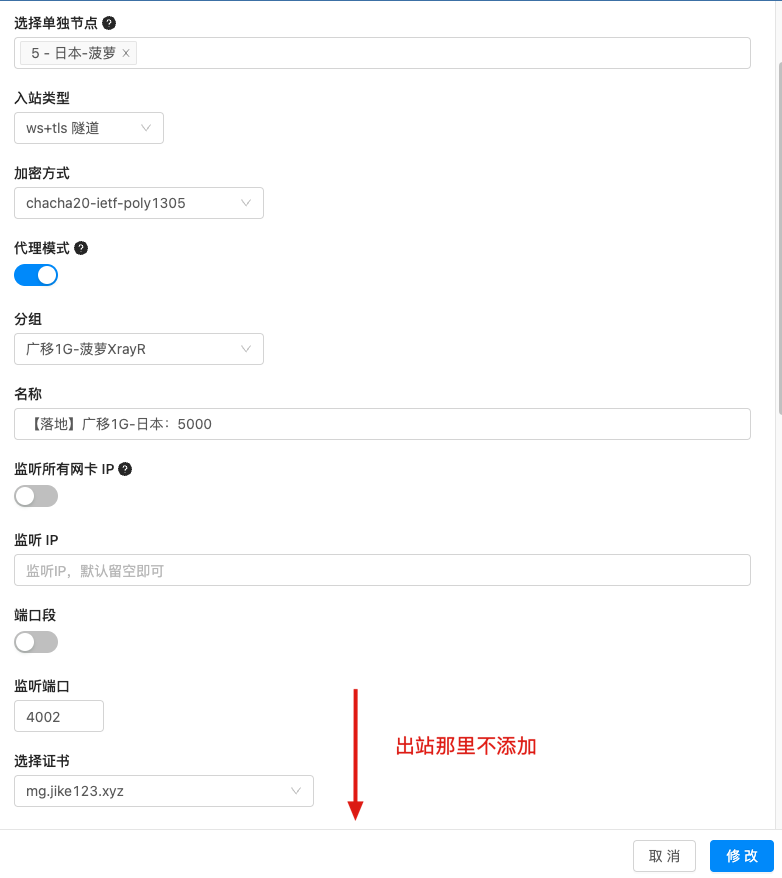 选择单独节点 ?
5 - 日本-菠萝 ×
入站类型
ws+tls 隧道
加密方式
chacha20-ietf-poly1305
代理模式 ?
分组
广移1G-菠萝XrayR
名称
【落地】广移1G-日本：5000
监听所有网卡 IP ?
监听 IP
监听IP，默认留空即可
端口段
监听端口
4002
出站那里不添加
选择证书
mg.jike123.xyz
取 消
修 改